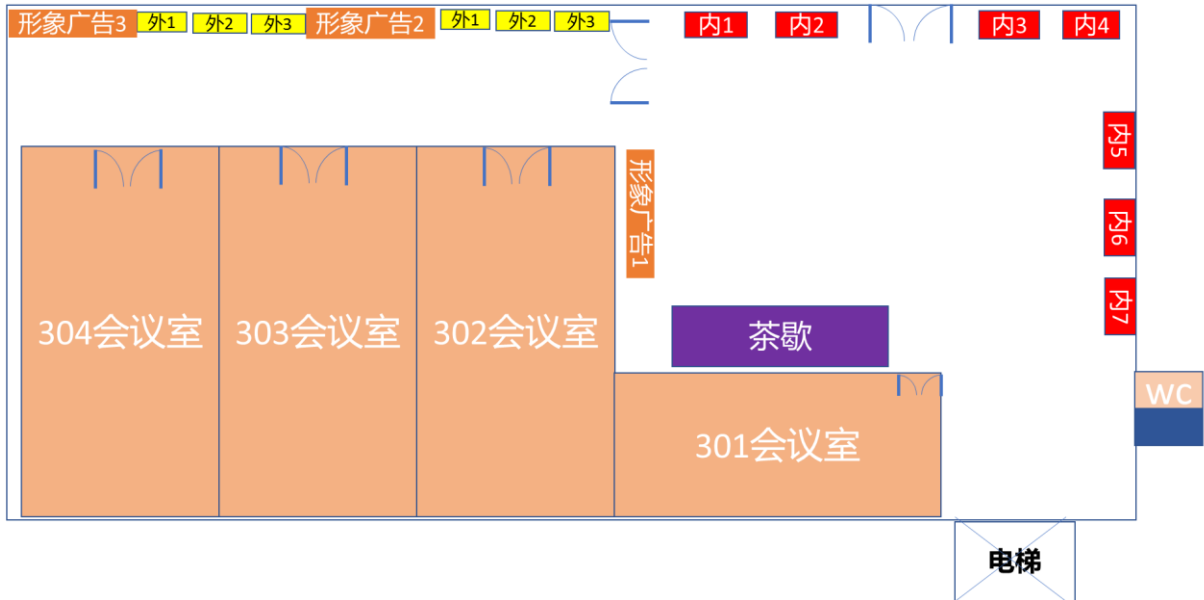 形象广告3
外1
外2
外3
形象广告2
外1
外2
外3
内1
内2
内3
内4
内5
内6
内7
形象广告1
304会议室
303会议室
302会议室
茶歇
301会议室
WC
电梯